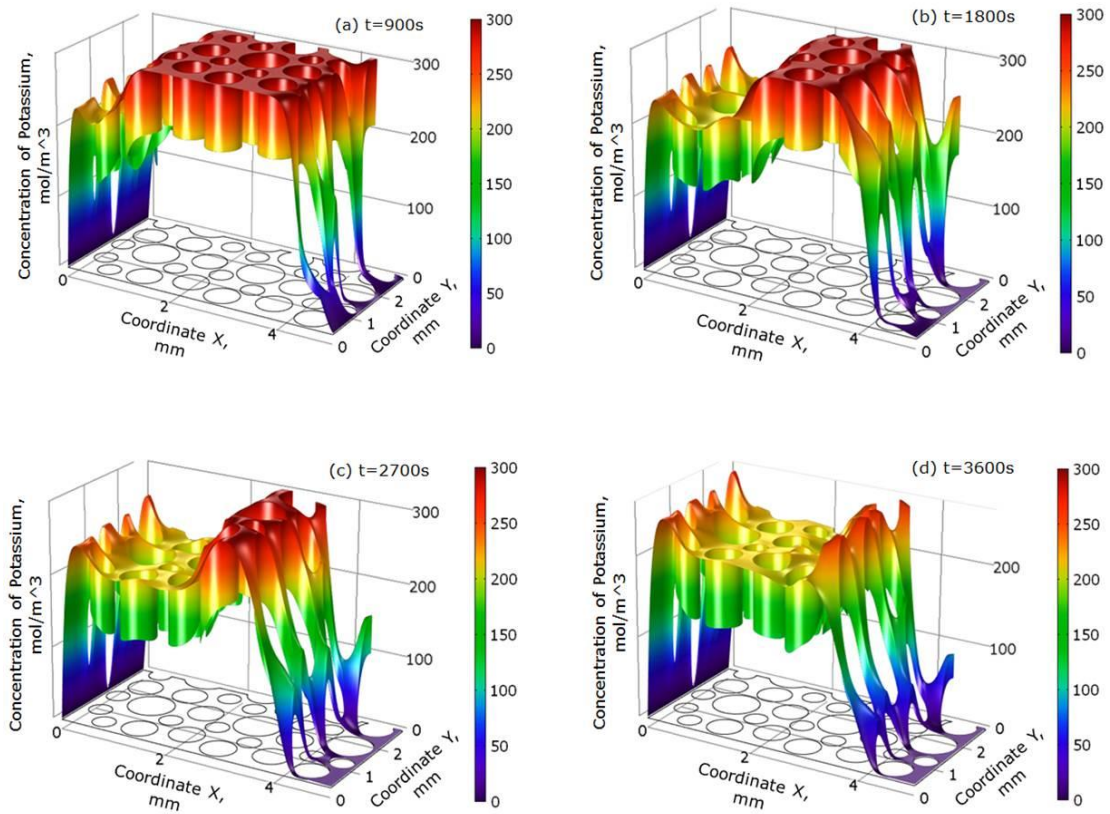 (a) t=900s
Concentration of Potassium,
mol/m^3
300
200
100
0
0
2
4
Coordinate X,
mm
0
1
2
Coordinate Y,
mm
300
250
200
150
100
50
0
(b) t=1800s
Concentration of Potassium,
mol/m^3
300
200
100
0
0
2
4
Coordinate X,
mm
0
1
2
Coordinate Y,
mm
300
250
200
150
100
50
0
(c) t=2700s
Concentration of Potassium,
mol/m^3
300
200
100
0
0
2
4
Coordinate X,
mm
0
1
2
Coordinate Y,
mm
300
250
200
150
100
50
0
(d) t=3600s
Concentration of Potassium,
mol/m^3
200
100
0
0
2
4
Coordinate X,
mm
0
1
2
Coordinate Y,
mm
300
250
200
150
100
50
0